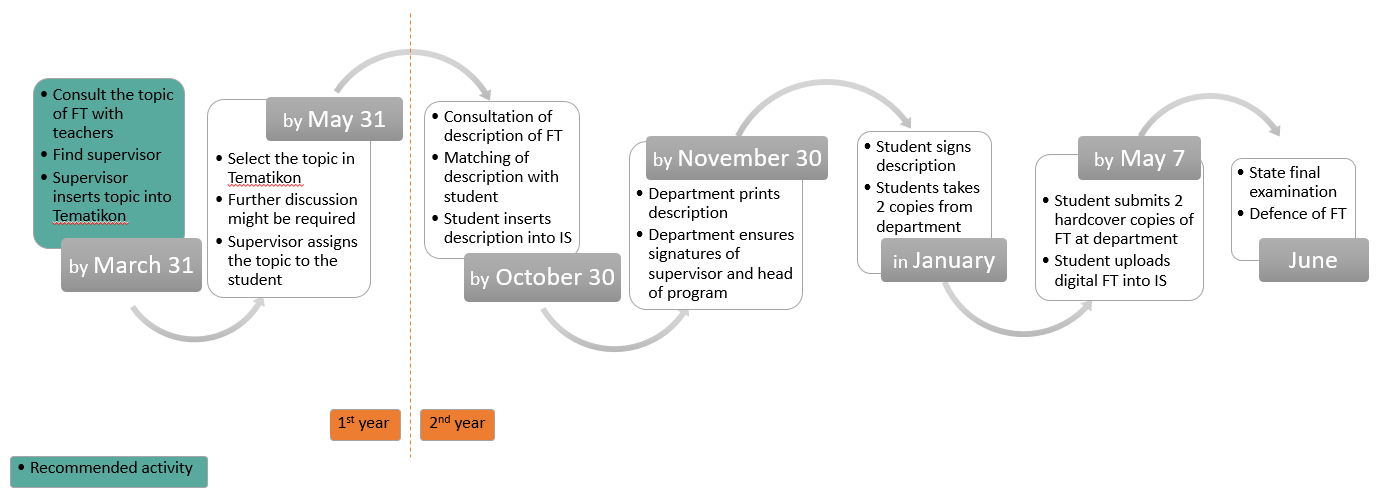 • Consult the topic
of FT with
teachers
• Find supervisor
• Supervisor
inserts topic into
Tematikon
by March 31
by May 31
• Select the topic in
Tematikon
• Further discussion
might be required
• Supervisor assigns
the topic to the
student
• Consultation of
description of FT
• Matching of
description with
student
• Student inserts
description into IS
by October 30
by November 30
• Department prints
description
• Department ensures
signatures of
supervisor and head
of program
• Student signs
description
• Students takes
2 copies from
department
in January
by May 7
• Student submits 2
hardcover copies of
FT at department
• Student uploads
digital FT into IS
• State final
examination
• Defence of FT
June
1st year
2nd year
• Recommended activity